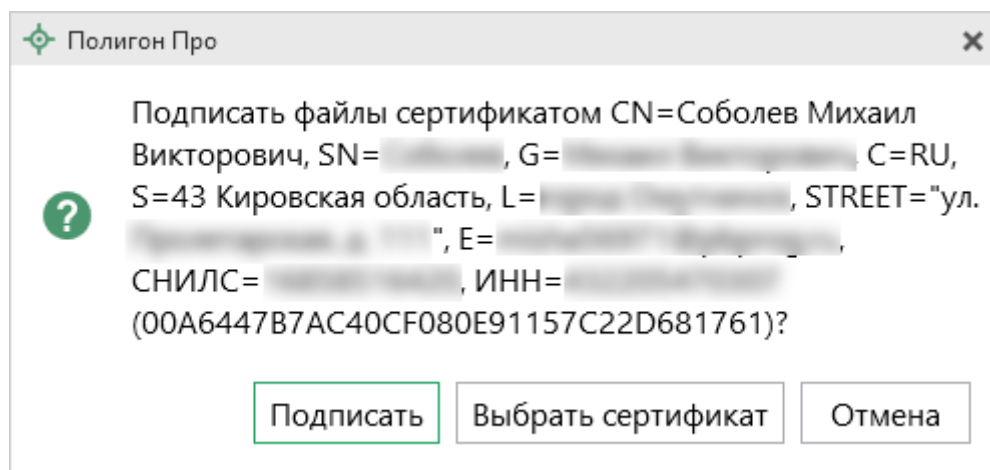 Полигон Про
Подписать файлы сертификатом CN=Соболев Михаил
Викторович, SN= , G= , C=RU,
S=43 Кировская область, L= , STREET="ул.
", E= ,
СНИЛС= , ИНН=
(00A6447B7AC40CF080E91157C22D681761)?
Подписать Выбрать сертификат Отмена